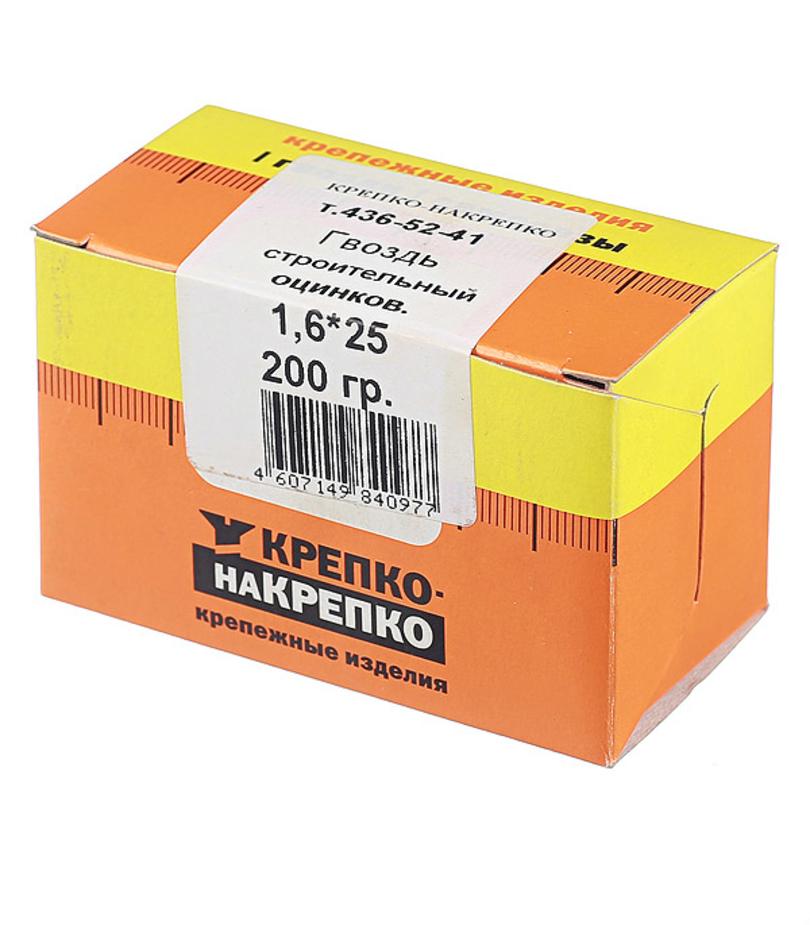 крепежные изделия
КРЕПКО-НАКРЕПКО
т.436-52-41
Гвоздь
строительный
оцинков.
1,6*25
200 гр.
4 607149 840977
КРЕПКО-
НАКРЕПКО
крепежные изделия